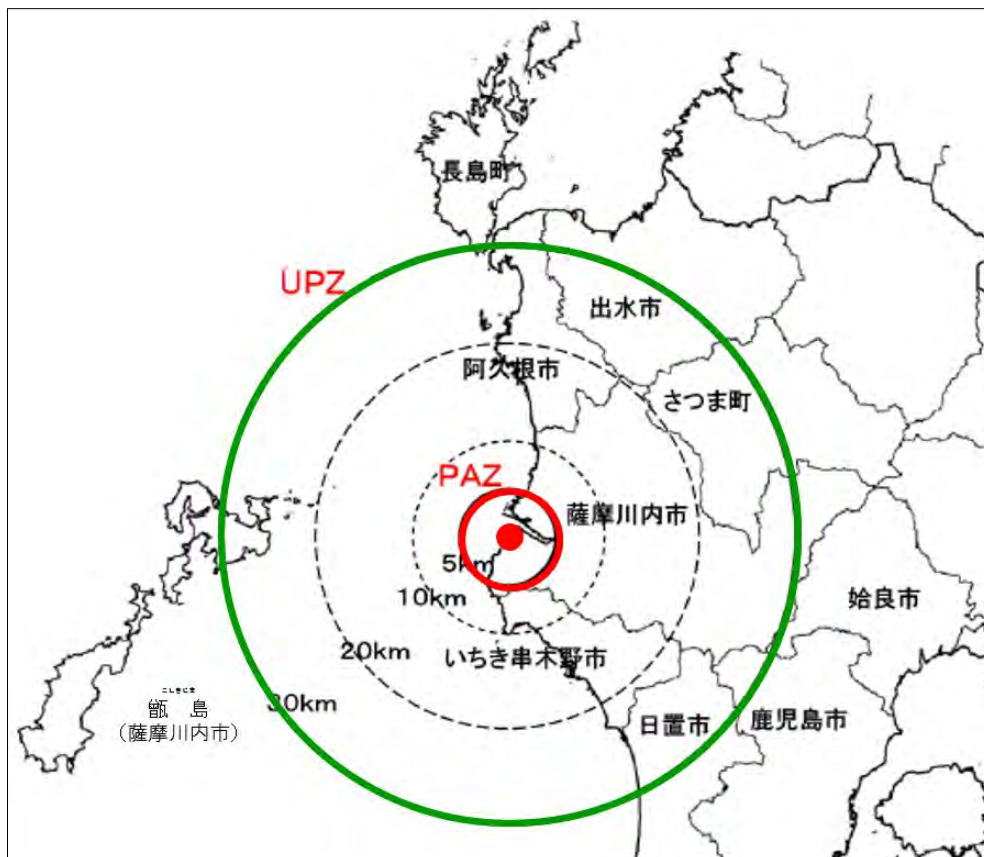 長島町
UPZ
出水市
阿久根市
さつま町
PAZ
薩摩川内市
5km
10km
姶良市
20km
いちき串木野市
こしきじま
甑 島
(薩摩川内市)
30km
日置市
鹿児島市